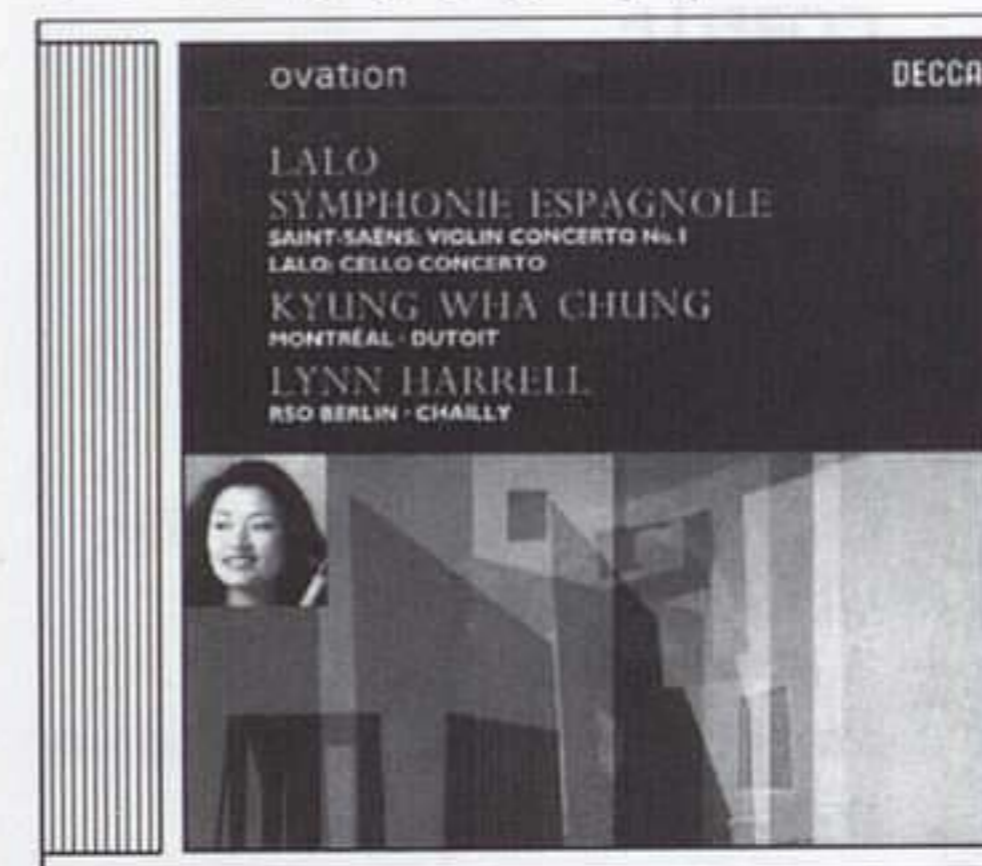 ovation DECCA
LALO
SYMPHONIE ESPAGNOLE
SAINT-SAËNS: VIOLIN CONCERTO No. 1
LALO: CELLO CONCERTO
KYUNG WHA CHUNG
MONTRÉAL · DUTOIT
LYNN HARRELL
RSO BERLIN · CHAILLY